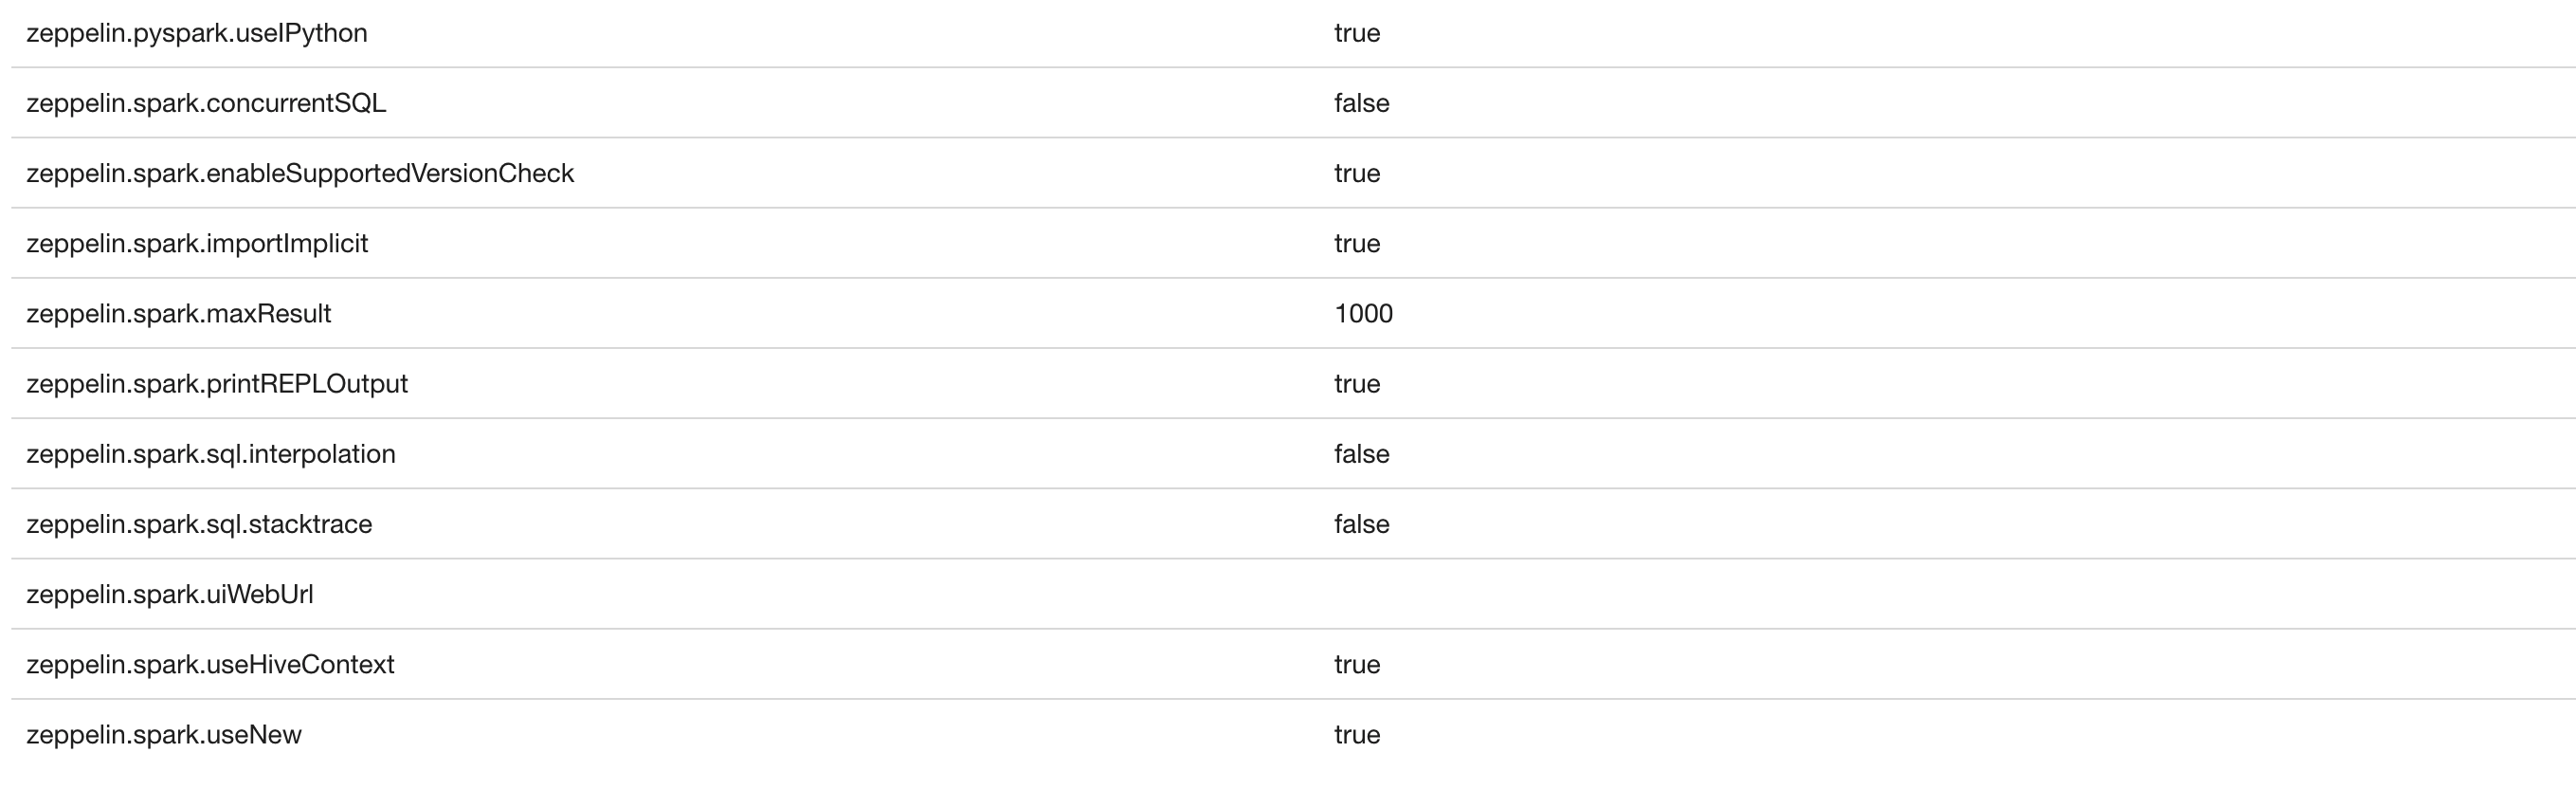 zeppelin.pyspark.useIPython true
zeppelin.spark.concurrentSQL false
zeppelin.spark.enableSupportedVersionCheck true
zeppelin.spark.importImplicit true
zeppelin.spark.maxResult 1000
zeppelin.spark.printREPLOutput true
zeppelin.spark.sql.interpolation false
zeppelin.spark.sql.stacktrace false
zeppelin.spark.uiWebUrl
zeppelin.spark.useHiveContext true
zeppelin.spark.useNew true